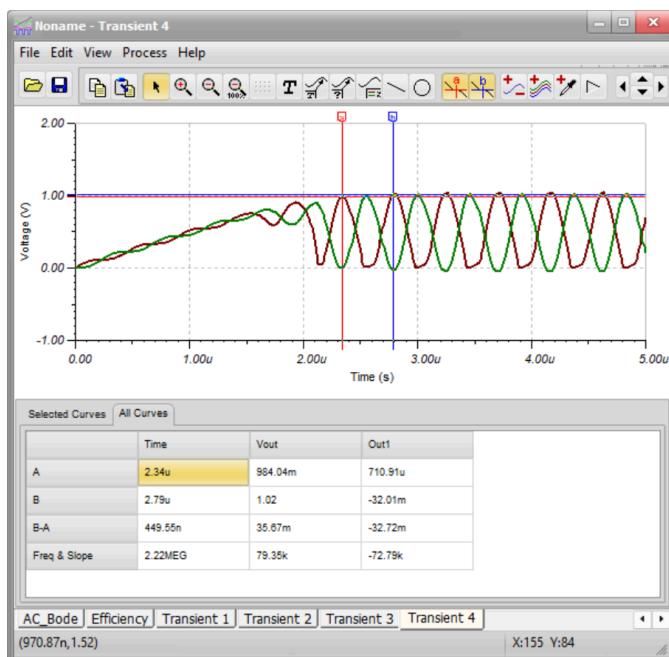 Noname - Transient 4
File Edit View Process Help
100%
T
a b
2.00
a b
1.00
Voltage (V)
0.00
-1.00
0.00 1.00u 2.00u 3.00u 4.00u 5.00u
Time (s)
Selected Curves All Curves
Time Vout Out1
A 2.34u 984.04m 710.91u
B 2.79u 1.02 -32.01m
B-A 449.55n 35.67m -32.72m
Freq & Slope 2.22MEG 79.35k -72.79k
AC_Bode Efficiency Transient 1 Transient 2 Transient 3 Transient 4
(970.87n,1.52) X:155 Y:84